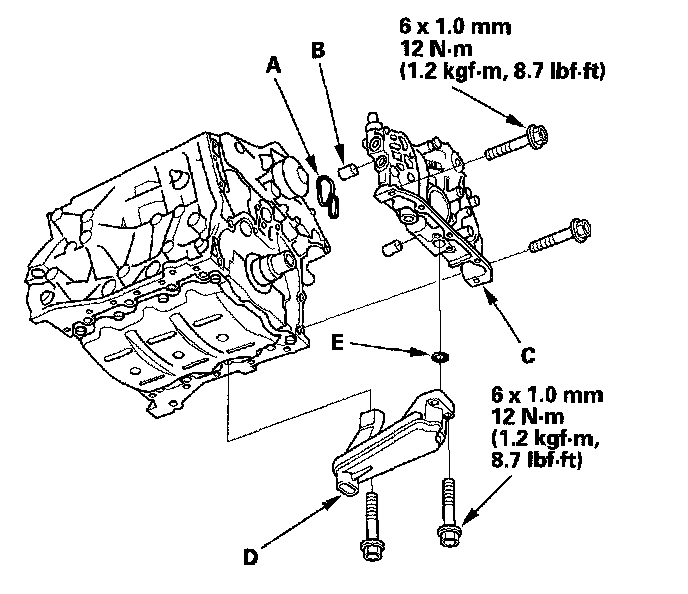 6 x 1.0 mm
12 N·m
(1.2 kgf·m, 8.7 lbf·ft)
A
B
E
C
6 x 1.0 mm
12 N·m
(1.2 kgf·m,
8.7 lbf·ft)
D